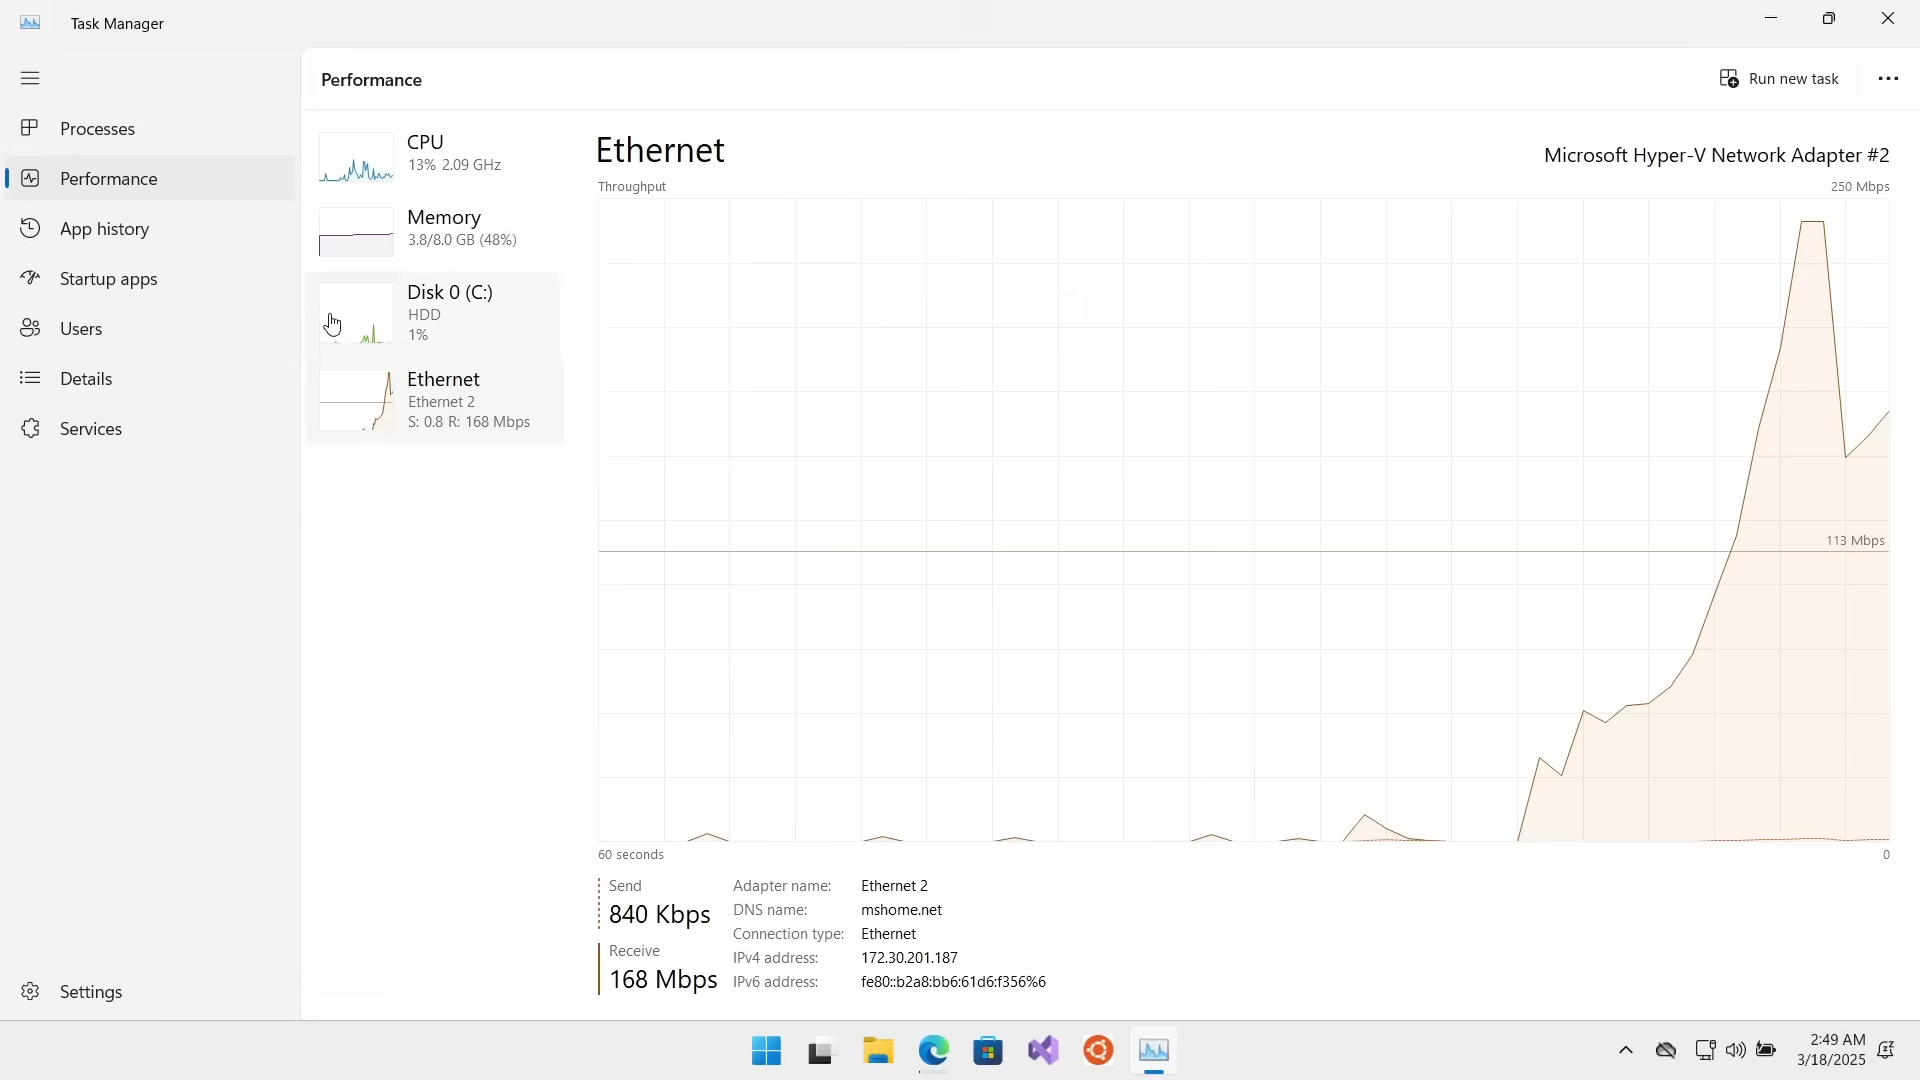 Task Manager
Performance
Run new task
Processes
Performance
App history
Startup apps
Users
Details
Services
Settings
CPU
13% 2.09 GHz
Memory
3.8/8.0 GB (48%)
Disk 0 (C:)
HDD
1%
Ethernet
Ethernet 2
S: 0.8 R: 168 Mbps
Ethernet
Microsoft Hyper-V Network Adapter #2
Throughput
250 Mbps
113 Mbps
60 seconds
0
Send
840 Kbps
Receive
168 Mbps
Adapter name: Ethernet 2
DNS name: mshome.net
Connection type: Ethernet
IPv4 address: 172.30.201.187
IPv6 address: fe80::b2a8:bb6:61d6:f356%6
2:49 AM
3/18/2025